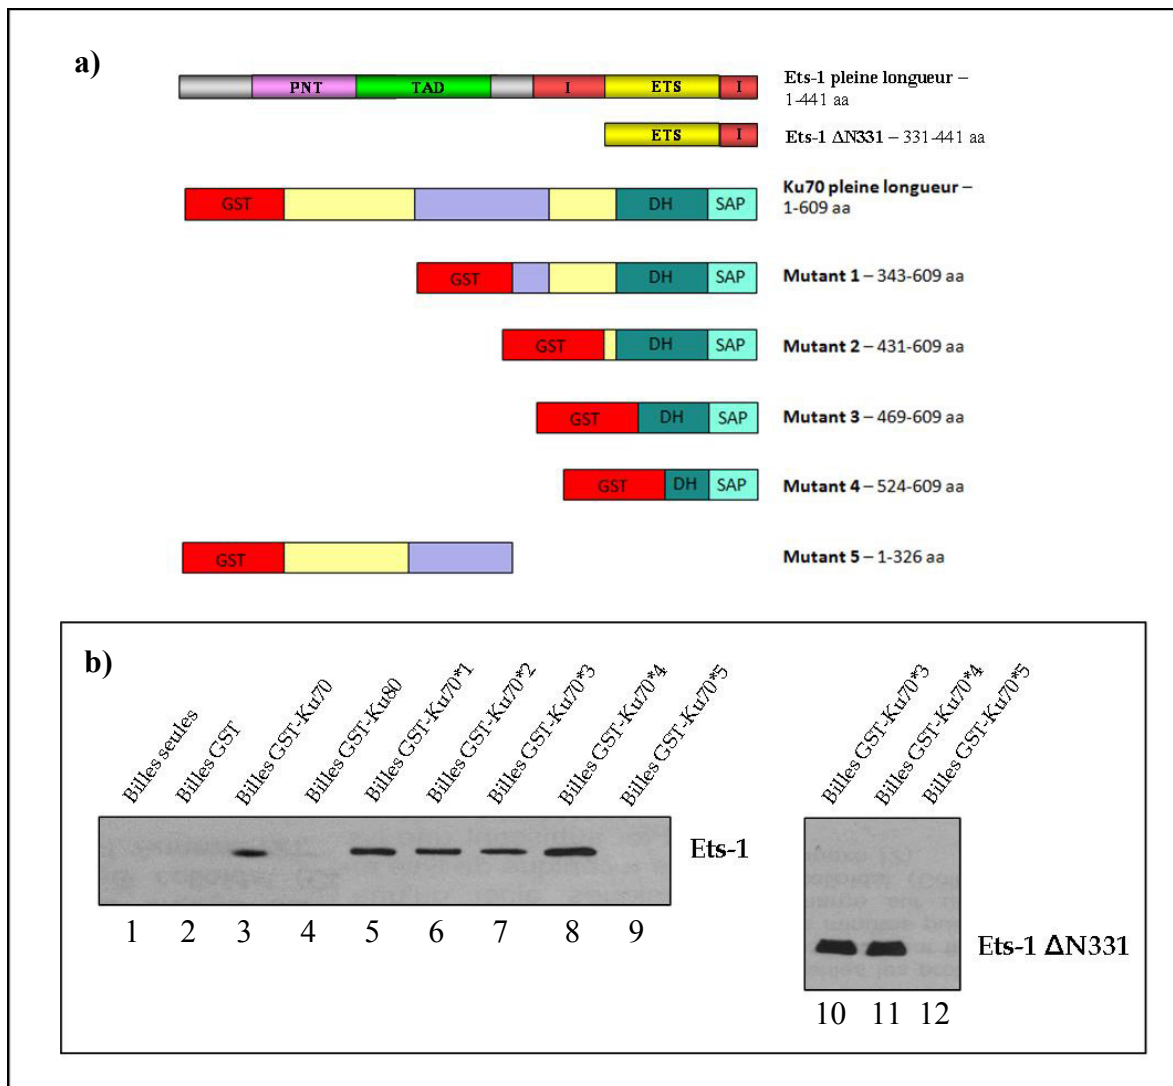 a)
PNT TAD I ETS I
Ets-1 pleine longueur –
1-441 aa
ETS I
Ets-1 ΔN331 – 331-441 aa
GST DH SAP
Ku70 pleine longueur –
1-609 aa
GST DH SAP
Mutant 1 – 343-609 aa
GST DH SAP
Mutant 2 – 431-609 aa
GST DH SAP
Mutant 3 – 469-609 aa
GST DH SAP
Mutant 4 – 524-609 aa
GST
Mutant 5 – 1-326 aa
b)
Billes seules
Billes GST
Billes GST-Ku70
Billes GST-Ku80
Billes GST-Ku70*1
Billes GST-Ku70*2
Billes GST-Ku70*3
Billes GST-Ku70*4
Billes GST-Ku70*5
Ets-1
1 2 3 4 5 6 7 8 9
Billes GST-Ku70*3
Billes GST-Ku70*4
Billes GST-Ku70*5
Ets-1 ΔN331
10 11 12